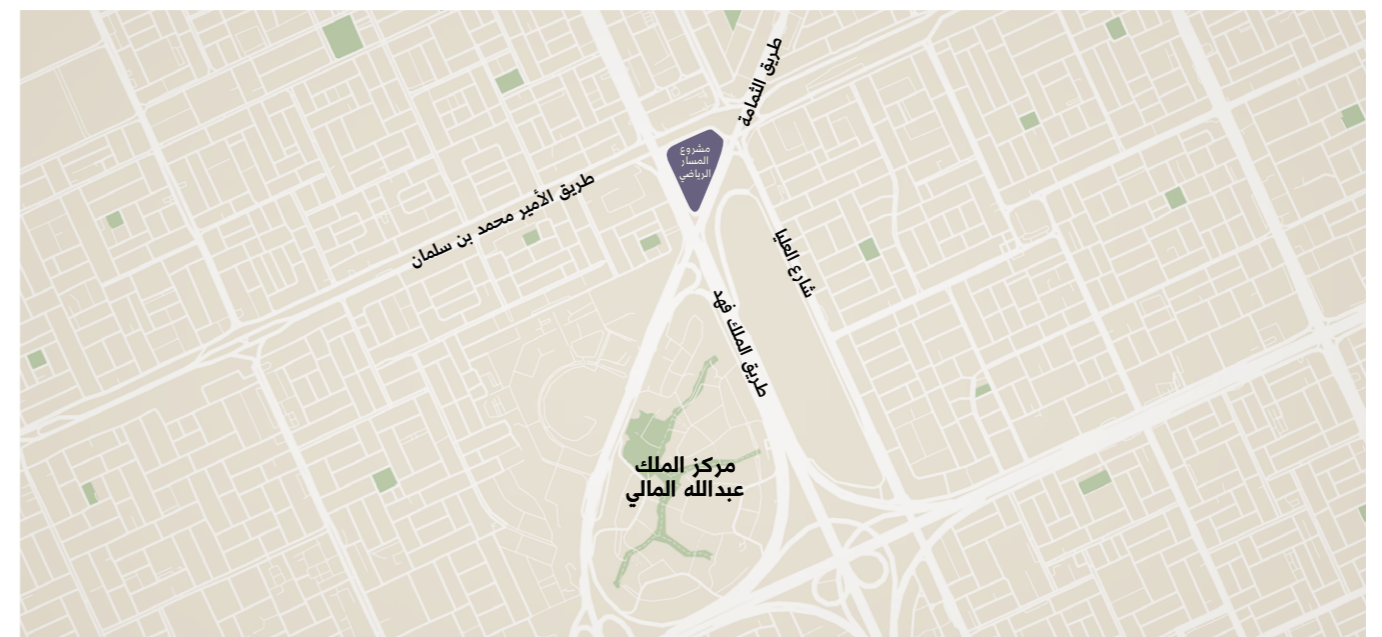 طريق الثمامة
مشروع
المسار
الرياضي
طريق الأمير محمد بن سلمان
شارع العليا
طريق الملك فهد
مركز الملك
عبدالله المالي